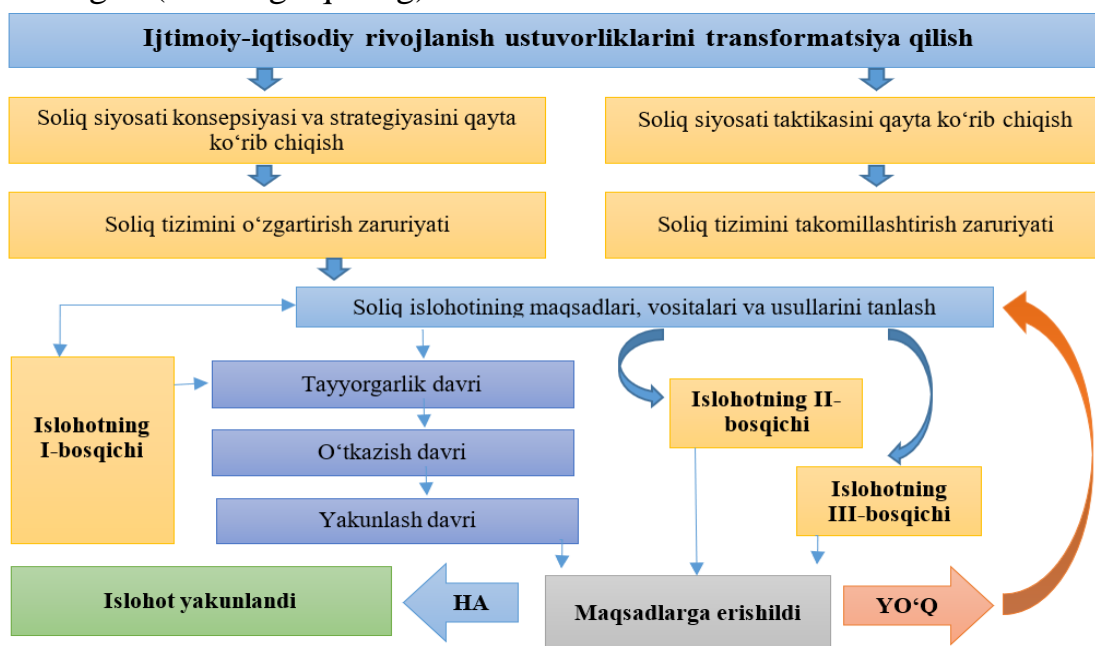 Ijtimoiy-iqtisodiy rivojlanish ustuvorliklarini transformatsiya qilish
Soliq siyosati konsepsiyasi va strategiyasini qayta
ko‘rib chiqish
Soliq siyosati taktikasini qayta ko‘rib chiqish
Soliq tizimini o‘zgartirish zaruriyati
Soliq tizimini takomillashtirish zaruriyati
Soliq islohotining maqsadlari, vositalari va usullarini tanlash
Islohotning
I-bosqichi
Tayyorgarlik davri
O‘tkazish davri
Yakunlash davri
Islohotning II-
bosqichi
Islohotning
III-bosqichi
Islohot yakunlandi
HA
Maqsadlarga erishildi
YO‘Q